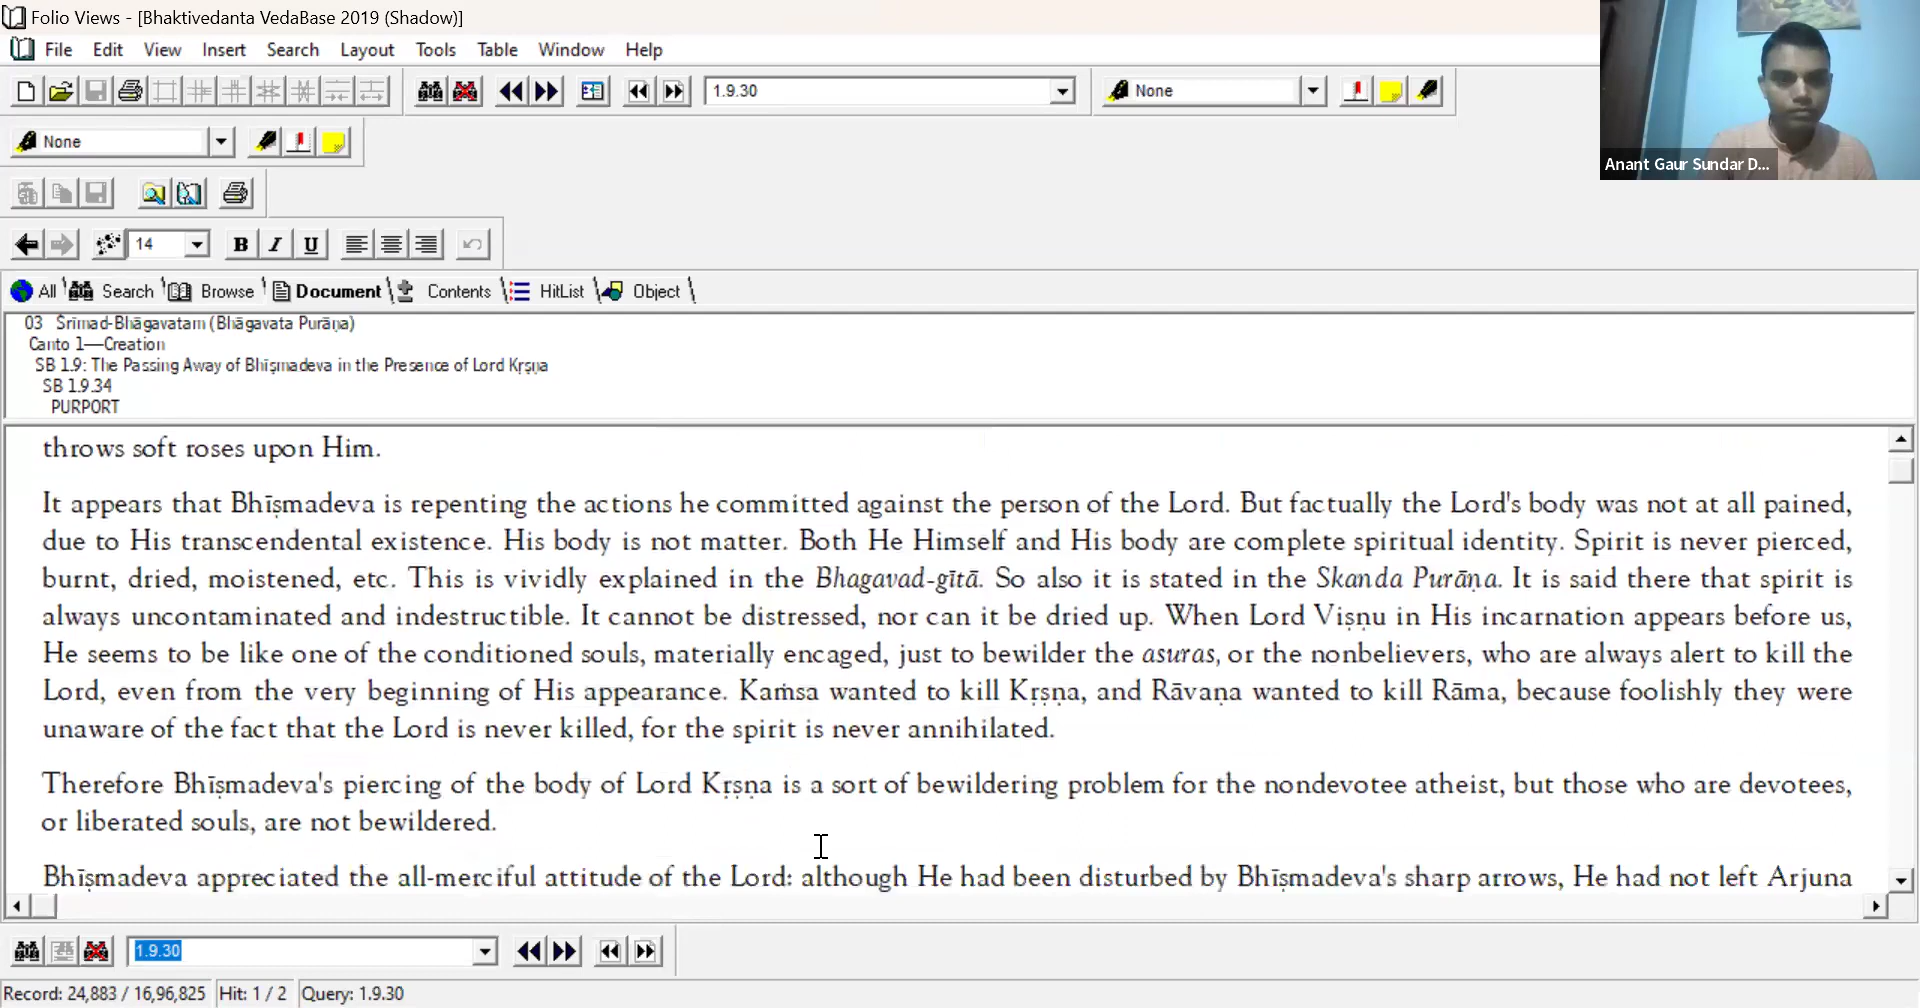 Folio Views - [Bhaktivedanta VedaBase 2019 (Shadow)]
File Edit View Insert Search Layout Tools Table Window Help
1.9.30 None
None
Anant Gaur Sundar D...
14 B I U
All Search Browse Document Contents HitList Object
03 Śrīmad-Bhāgavatam (Bhāgavata Purāṇa)
Canto 1—Creation
SB 1.9: The Passing Away of Bhīṣmadeva in the Presence of Lord Kṛṣṇa
SB 1.9.34
PURPORT
throws soft roses upon Him.
It appears that Bhīṣmadeva is repenting the actions he committed against the person of the Lord. But factually the Lord's body was not at all pained,
due to His transcendental existence. His body is not matter. Both He Himself and His body are complete spiritual identity. Spirit is never pierced,
burnt, dried, moistened, etc. This is vividly explained in the Bhagavad-gītā. So also it is stated in the Skanda Purāṇa. It is said there that spirit is
always uncontaminated and indestructible. It cannot be distressed, nor can it be dried up. When Lord Viṣṇu in His incarnation appears before us,
He seems to be like one of the conditioned souls, materially encaged, just to bewilder the asuras, or the nonbelievers, who are always alert to kill the
Lord, even from the very beginning of His appearance. Kaṁsa wanted to kill Kṛṣṇa, and Rāvaṇa wanted to kill Rāma, because foolishly they were
unaware of the fact that the Lord is never killed, for the spirit is never annihilated.
Therefore Bhīṣmadeva's piercing of the body of Lord Kṛṣṇa is a sort of bewildering problem for the nondevotee atheist, but those who are devotees,
or liberated souls, are not bewildered.
Bhīṣmadeva appreciated the all-merciful attitude of the Lord: although He had been disturbed by Bhīṣmadeva's sharp arrows, He had not left Arjuna
1.9.30
Record: 24,883 / 16,96,825 Hit: 1 / 2 Query: 1.9.30